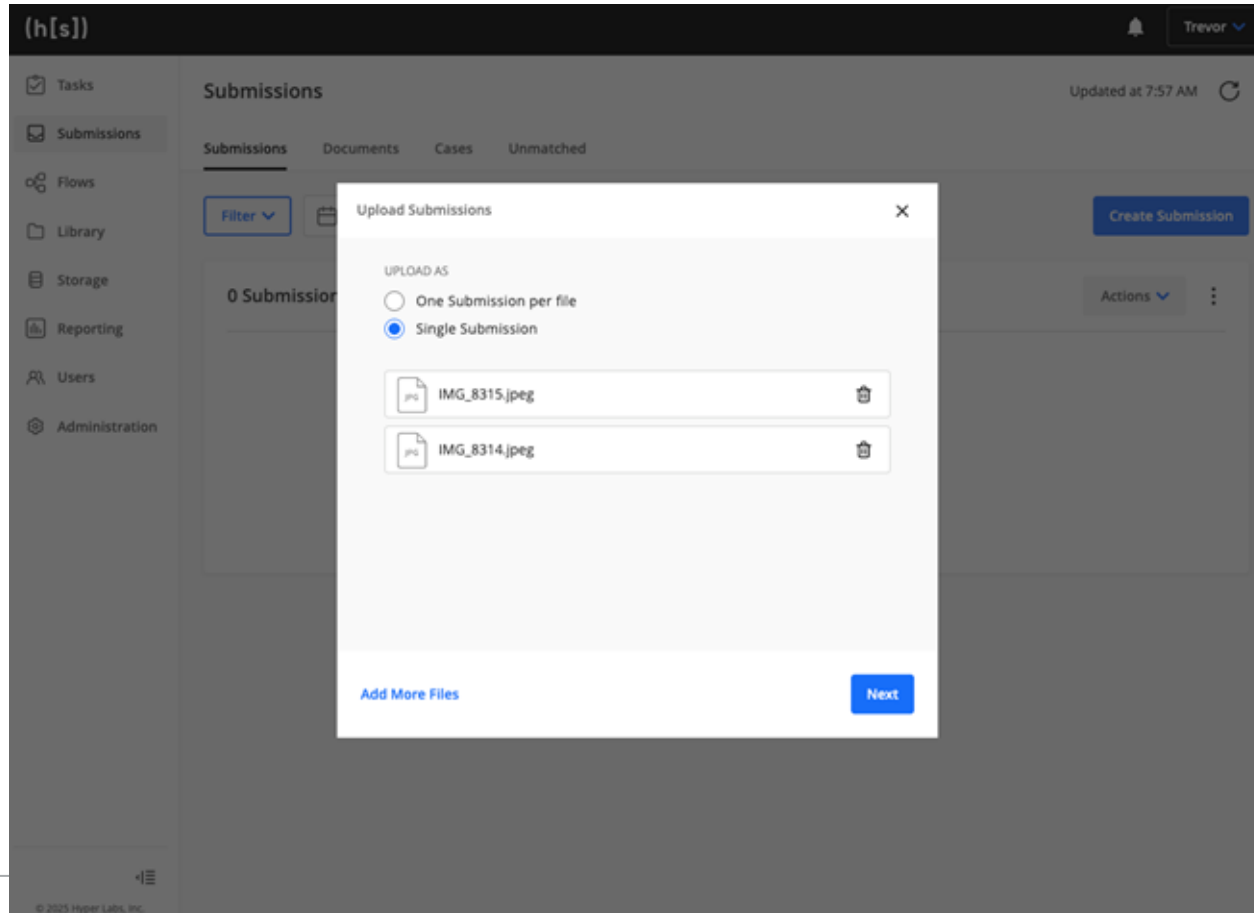 (h[s])
Trevor
Tasks
Submissions
Flows
Library
Storage
Reporting
Users
Administration
© 2025 Hyper Labs, Inc.
Submissions
Updated at 7:57 AM
Submissions Documents Cases Unmatched
Filter
Create Submission
0 Submission
Actions
Upload Submissions
UPLOAD AS
One Submission per file
Single Submission
JPG
IMG_8315.jpeg
JPG
IMG_8314.jpeg
Add More Files
Next